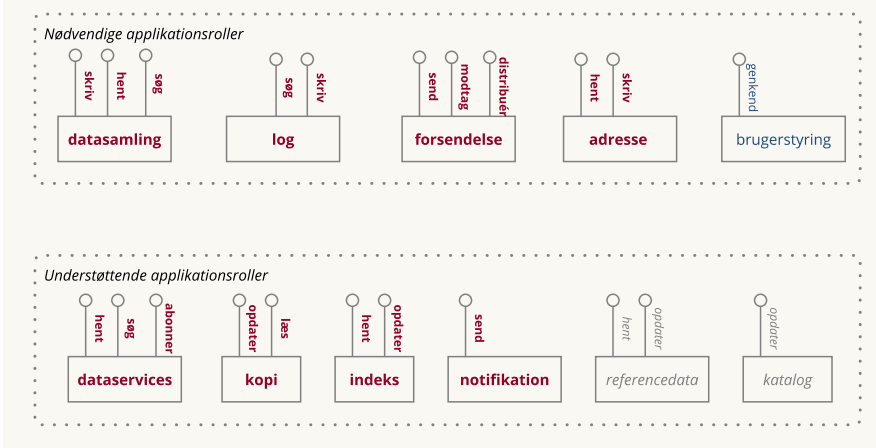 Nødvendige applikationsroller
skriv
hent
søg
søg
skriv
send
modtag
distribuér
hent
skriv
genkend
datasamling
log
forsendelse
adresse
brugerstyring
Understøttende applikationsroller
hent
søg
abonner
opdater
læs
hent
opdater
send
hent
opdater
opdater
dataservices
kopi
indeks
notifikation
referencedata
katalog